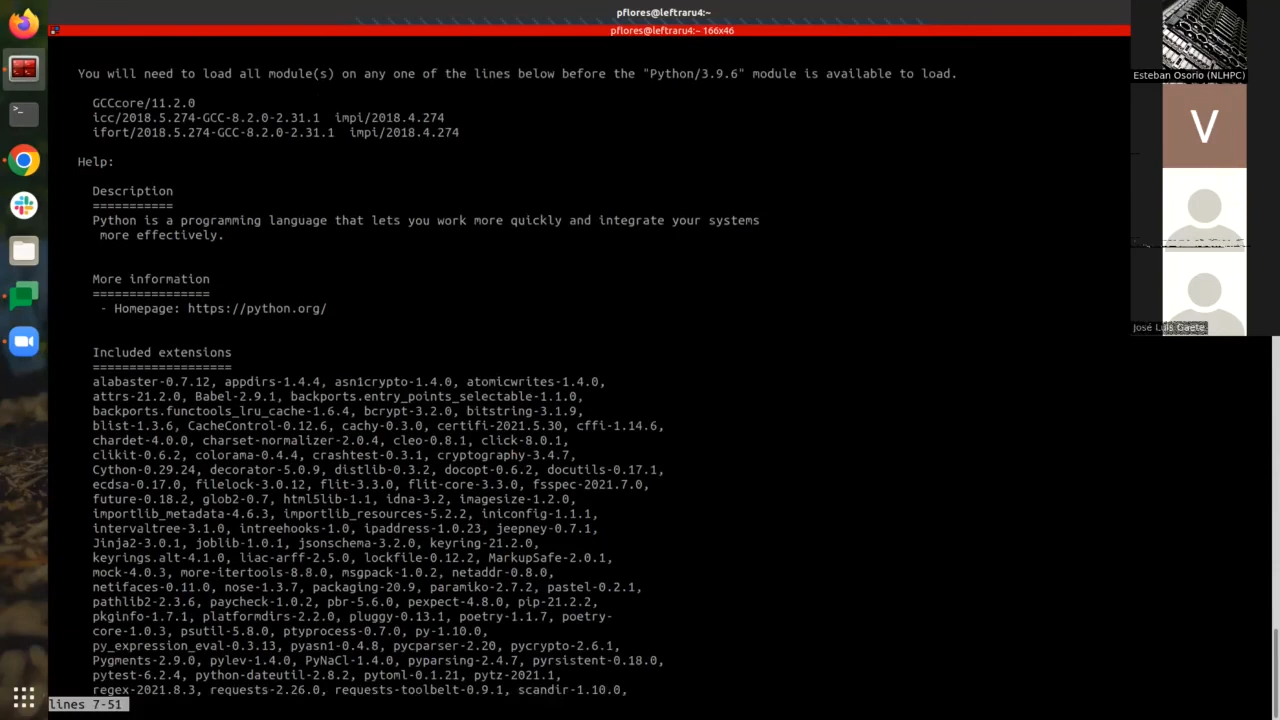 pflores@leftraru4:~
pflores@leftraru4:~ 166x46
You will need to load all module(s) on any one of the lines below before the "Python/3.9.6" module is available to load.
GCCcore/11.2.0
icc/2018.5.274-GCC-8.2.0-2.31.1  impi/2018.4.274
ifort/2018.5.274-GCC-8.2.0-2.31.1  impi/2018.4.274
Help:
Description
===========
Python is a programming language that lets you work more quickly and integrate your systems
more effectively.
More information
================
- Homepage: https://python.org/
Included extensions
===================
alabaster-0.7.12, appdirs-1.4.4, asn1crypto-1.4.0, atomicwrites-1.4.0,
attrs-21.2.0, Babel-2.9.1, backports.entry_points_selectable-1.1.0,
backports.functools_lru_cache-1.6.4, bcrypt-3.2.0, bitstring-3.1.9,
blist-1.3.6, CacheControl-0.12.6, cachy-0.3.0, certifi-2021.5.30, cffi-1.14.6,
chardet-4.0.0, charset-normalizer-2.0.4, cleo-0.8.1, click-8.0.1,
clikit-0.6.2, colorama-0.4.4, crashtest-0.3.1, cryptography-3.4.7,
Cython-0.29.24, decorator-5.0.9, distlib-0.3.2, docopt-0.6.2, docutils-0.17.1,
ecdsa-0.17.0, filelock-3.0.12, flit-3.3.0, flit-core-3.3.0, fsspec-2021.7.0,
future-0.18.2, glob2-0.7, html5lib-1.1, idna-3.2, imagesize-1.2.0,
importlib_metadata-4.6.3, importlib_resources-5.2.2, iniconfig-1.1.1,
intervaltree-3.1.0, intreehooks-1.0, ipaddress-1.0.23, jeepney-0.7.1,
Jinja2-3.0.1, joblib-1.0.1, jsonschema-3.2.0, keyring-21.2.0,
keyrings.alt-4.1.0, liac-arff-2.5.0, lockfile-0.12.2, MarkupSafe-2.0.1,
mock-4.0.3, more-itertools-8.8.0, msgpack-1.0.2, netaddr-0.8.0,
netifaces-0.11.0, nose-1.3.7, packaging-20.9, paramiko-2.7.2, pastel-0.2.1,
pathlib2-2.3.6, paycheck-1.0.2, pbr-5.6.0, pexpect-4.8.0, pip-21.2.2,
pkginfo-1.7.1, platformdirs-2.2.0, pluggy-0.13.1, poetry-1.1.7, poetry-
core-1.0.3, psutil-5.8.0, ptyprocess-0.7.0, py-1.10.0,
py_expression_eval-0.3.13, pyasn1-0.4.8, pycparser-2.20, pycrypto-2.6.1,
Pygments-2.9.0, pylev-1.4.0, PyNaCl-1.4.0, pyparsing-2.4.7, pyrsistent-0.18.0,
pytest-6.2.4, python-dateutil-2.8.2, pytoml-0.1.21, pytz-2021.1,
regex-2021.8.3, requests-2.26.0, requests-toolbelt-0.9.1, scandir-1.10.0,
lines 7-51
Esteban Osorio (NLHPC)
V
José Luis Gaete